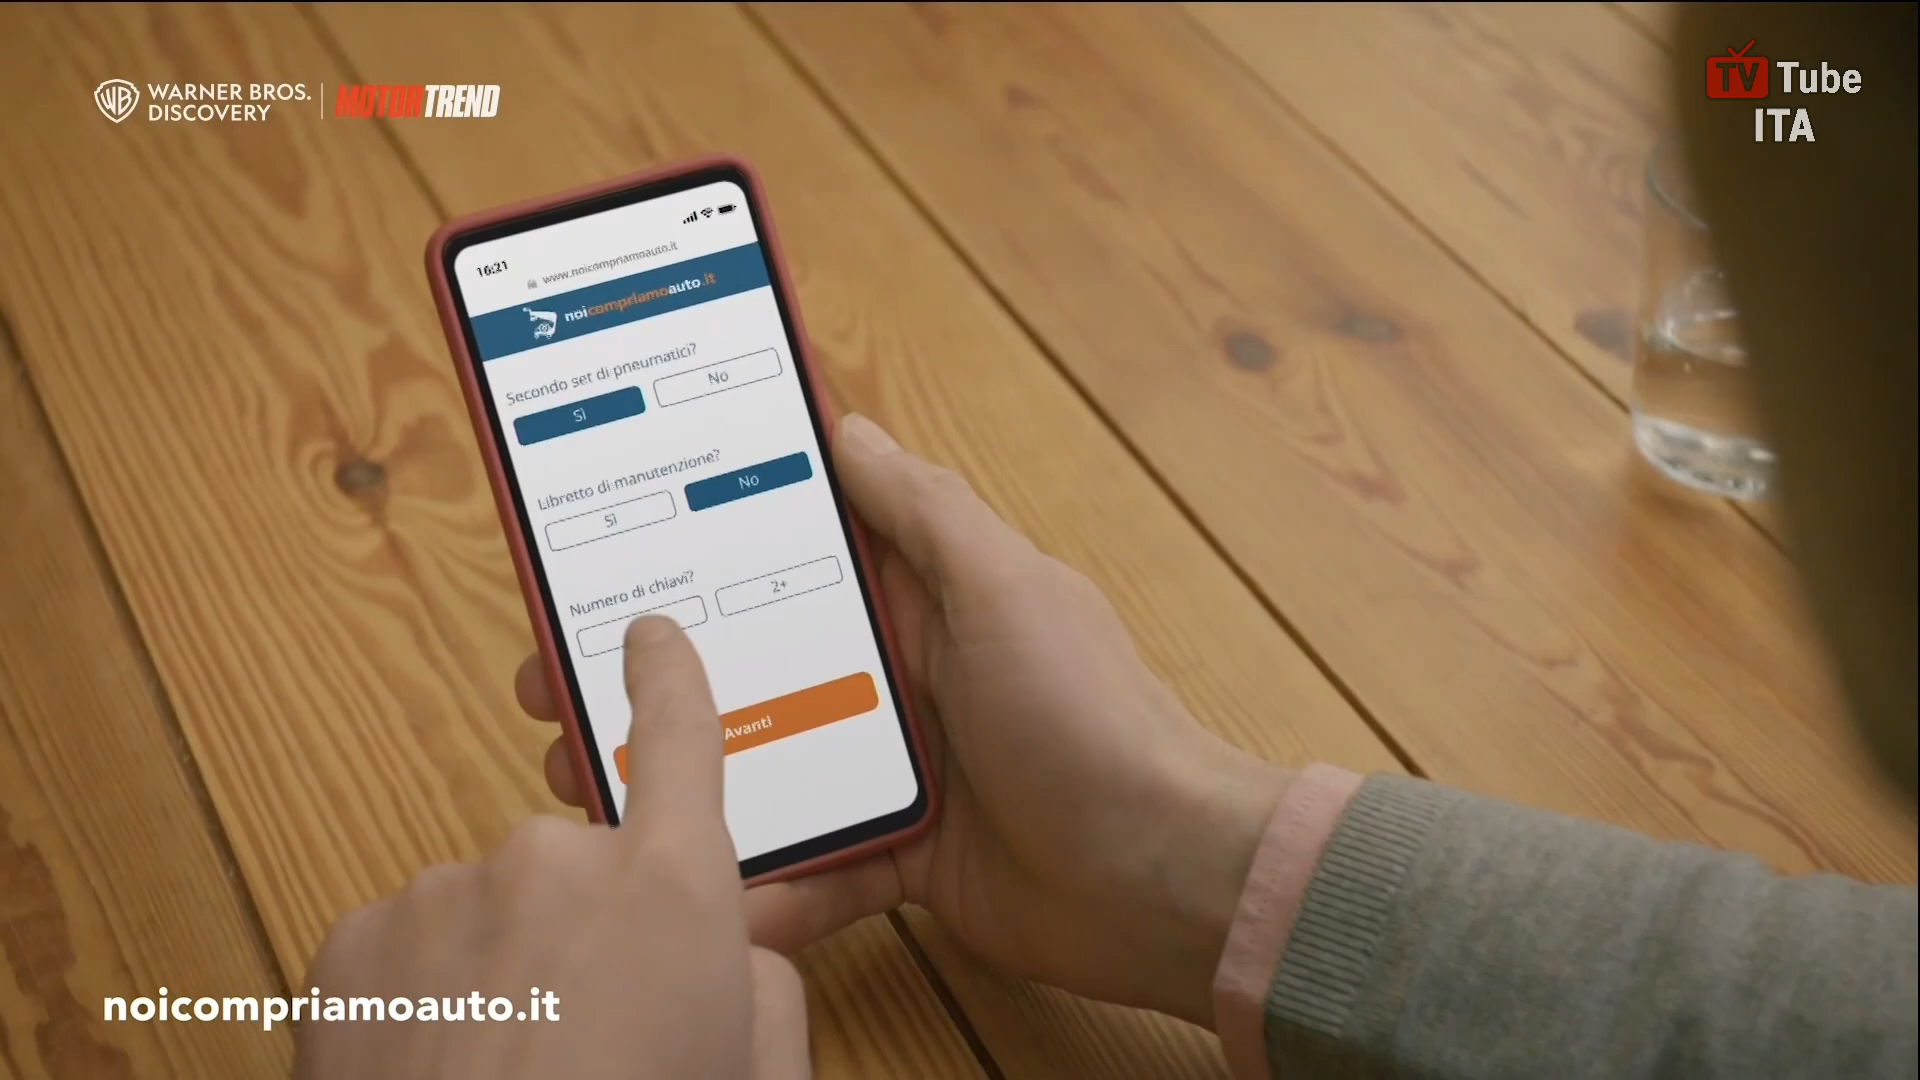 WARNER BROS.
DISCOVERY
MOTORTREND
TV Tube
ITA
16:21
www.noicompriamoauto.it
noicompriamoauto.it
Secondo set di pneumatici?
Sì
No
Libretto di manutenzione?
Sì
No
Numero di chiavi?
2+
Avanti
noicompriamoauto.it